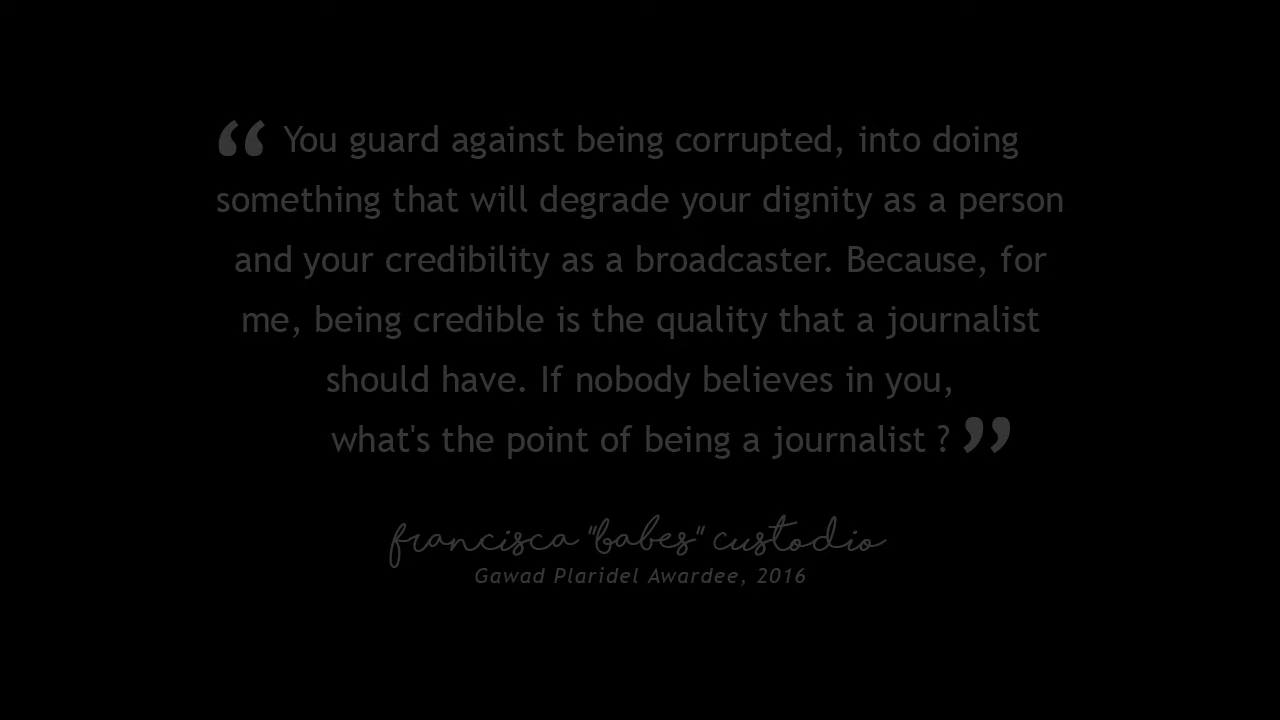 “ You guard against being corrupted, into doing
something that will degrade your dignity as a person
and your credibility as a broadcaster. Because, for
me, being credible is the quality that a journalist
should have. If nobody believes in you,
what's the point of being a journalist ? ”
francisca "babes" custodio
Gawad Plaridel Awardee, 2016